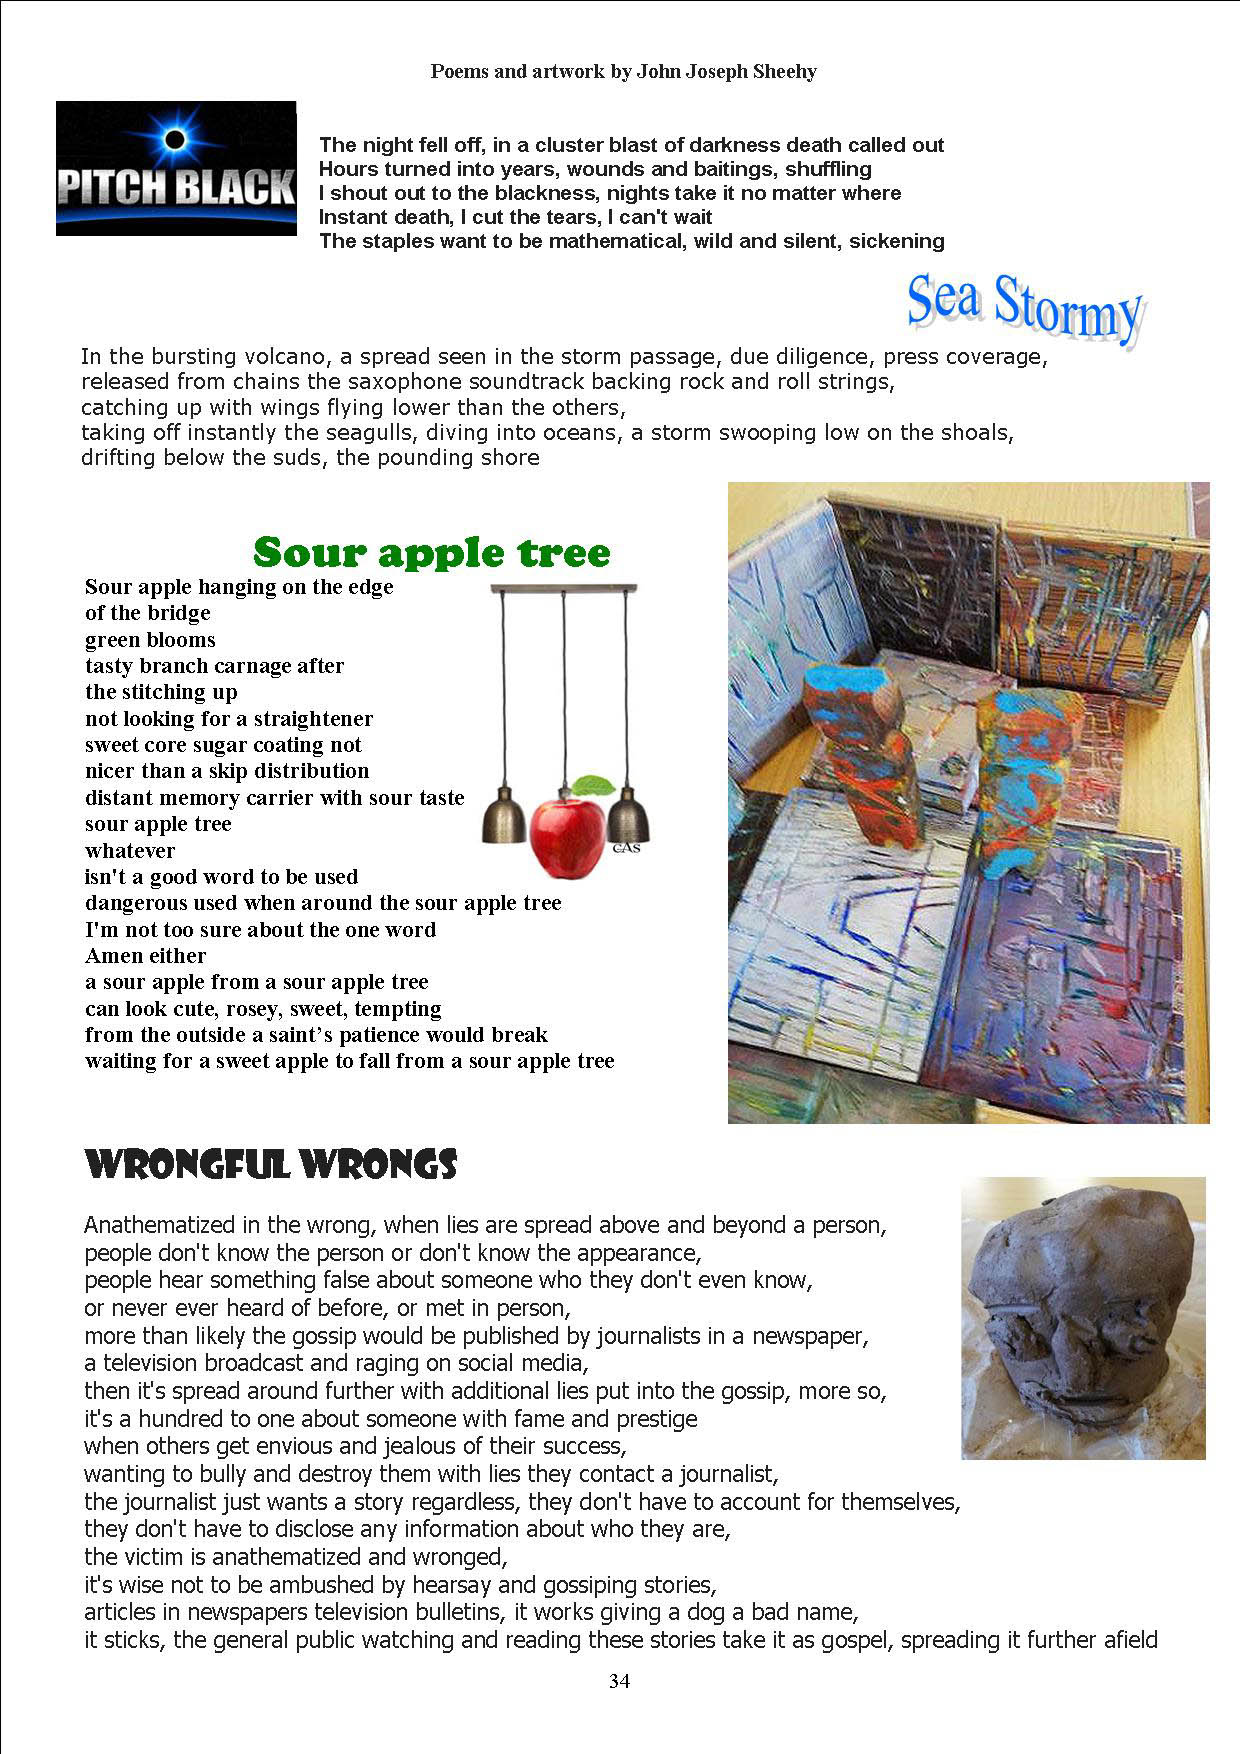 Poems and artwork by John Joseph Sheehy
PITCH BLACK
The night fell off, in a cluster blast of darkness death called out
Hours turned into years, wounds and baitings, shuffling
I shout out to the blackness, nights take it no matter where
Instant death, I cut the tears, I can't wait
The staples want to be mathematical, wild and silent, sickening
Sea Stormy
In the bursting volcano, a spread seen in the storm passage, due diligence, press coverage,
released from chains the saxophone soundtrack backing rock and roll strings,
catching up with wings flying lower than the others,
taking off instantly the seagulls, diving into oceans, a storm swooping low on the shoals,
drifting below the suds, the pounding shore
Sour apple tree
Sour apple hanging on the edge
of the bridge
green blooms
tasty branch carnage after
the stitching up
not looking for a straightener
sweet core sugar coating not
nicer than a skip distribution
distant memory carrier with sour taste
sour apple tree
whatever
isn't a good word to be used
dangerous used when around the sour apple tree
I'm not too sure about the one word
Amen either
a sour apple from a sour apple tree
can look cute, rosey, sweet, tempting
from the outside a saint’s patience would break
waiting for a sweet apple to fall from a sour apple tree
CAS
WRONGFUL WRONGS
Anathematized in the wrong, when lies are spread above and beyond a person,
people don't know the person or don't know the appearance,
people hear something false about someone who they don't even know,
or never ever heard of before, or met in person,
more than likely the gossip would be published by journalists in a newspaper,
a television broadcast and raging on social media,
then it's spread around further with additional lies put into the gossip, more so,
it's a hundred to one about someone with fame and prestige
when others get envious and jealous of their success,
wanting to bully and destroy them with lies they contact a journalist,
the journalist just wants a story regardless, they don't have to account for themselves,
they don't have to disclose any information about who they are,
the victim is anathematized and wronged,
it's wise not to be ambushed by hearsay and gossiping stories,
articles in newspapers television bulletins, it works giving a dog a bad name,
it sticks, the general public watching and reading these stories take it as gospel, spreading it further afield
34